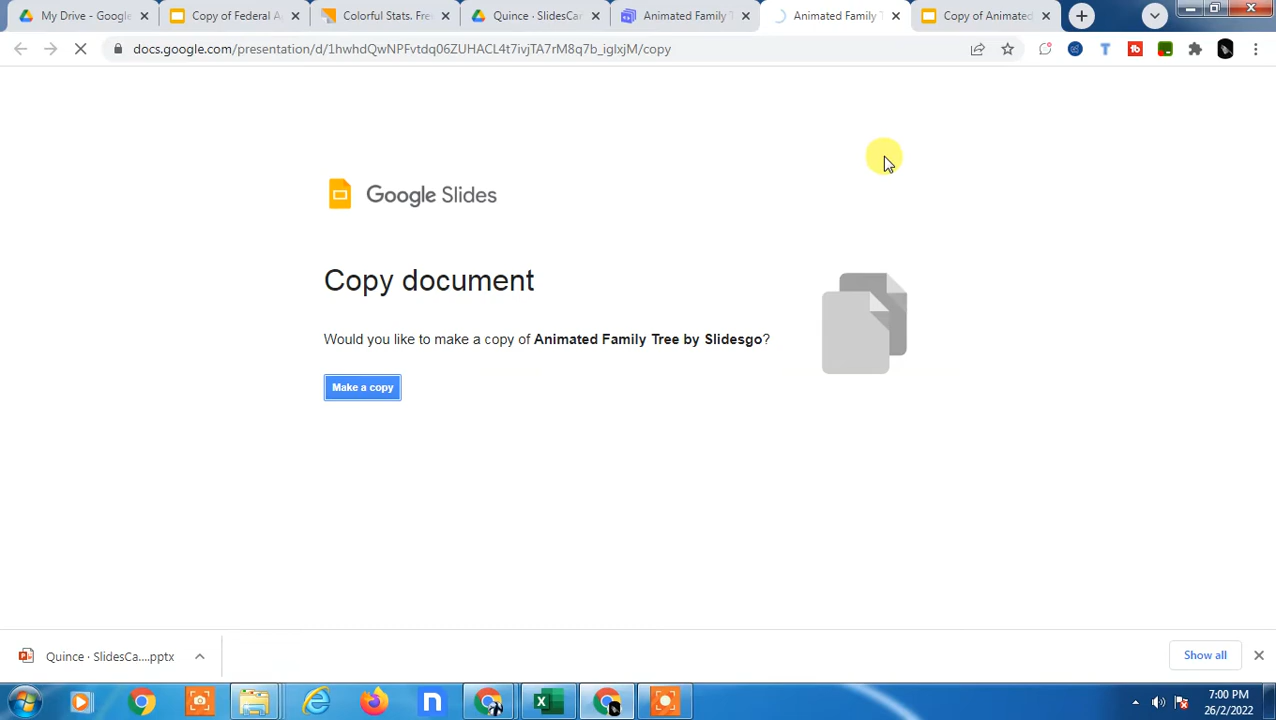 My Drive - Google
Copy of Federal A
Colorful Stats. Fre
Quince · SlidesCa
Animated Family T
Animated Family T
Copy of Animated
docs.google.com/presentation/d/1hwhdQwNPFvtdq06ZUHACL4t7ivjTA7rM8q7b_iglxjM/copy
Google Slides
Copy document
Would you like to make a copy of Animated Family Tree by Slidesgo?
Make a copy
Quince · SlidesCa....pptx
Show all
7:00 PM
26/2/2022